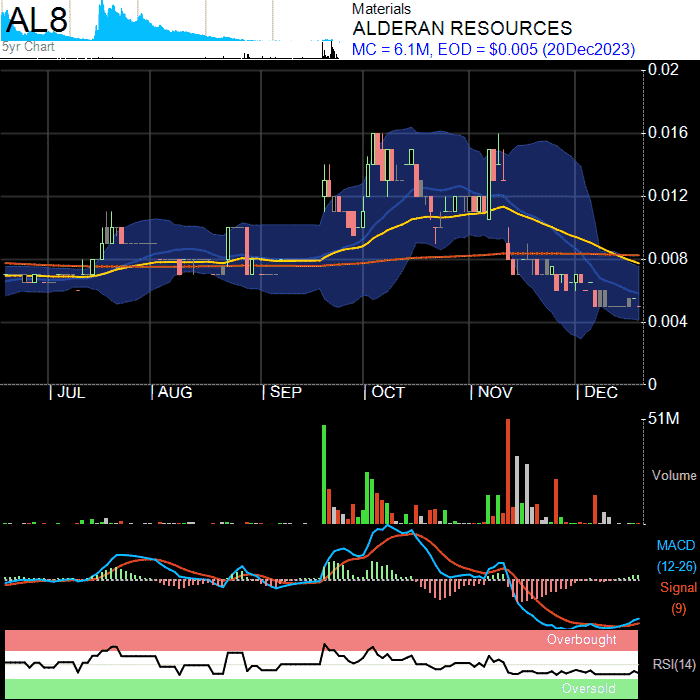 AL8
5yr Chart
Materials
ALDERAN RESOURCES
MC = 6.1M, EOD = $0.005 (20Dec2023)
0.02
0.016
0.012
0.008
0.004
0
| JUL | AUG | SEP | OCT | NOV | DEC
51M
Volume
MACD
(12-26)
Signal
(9)
Overbought
RSI(14)
Oversold